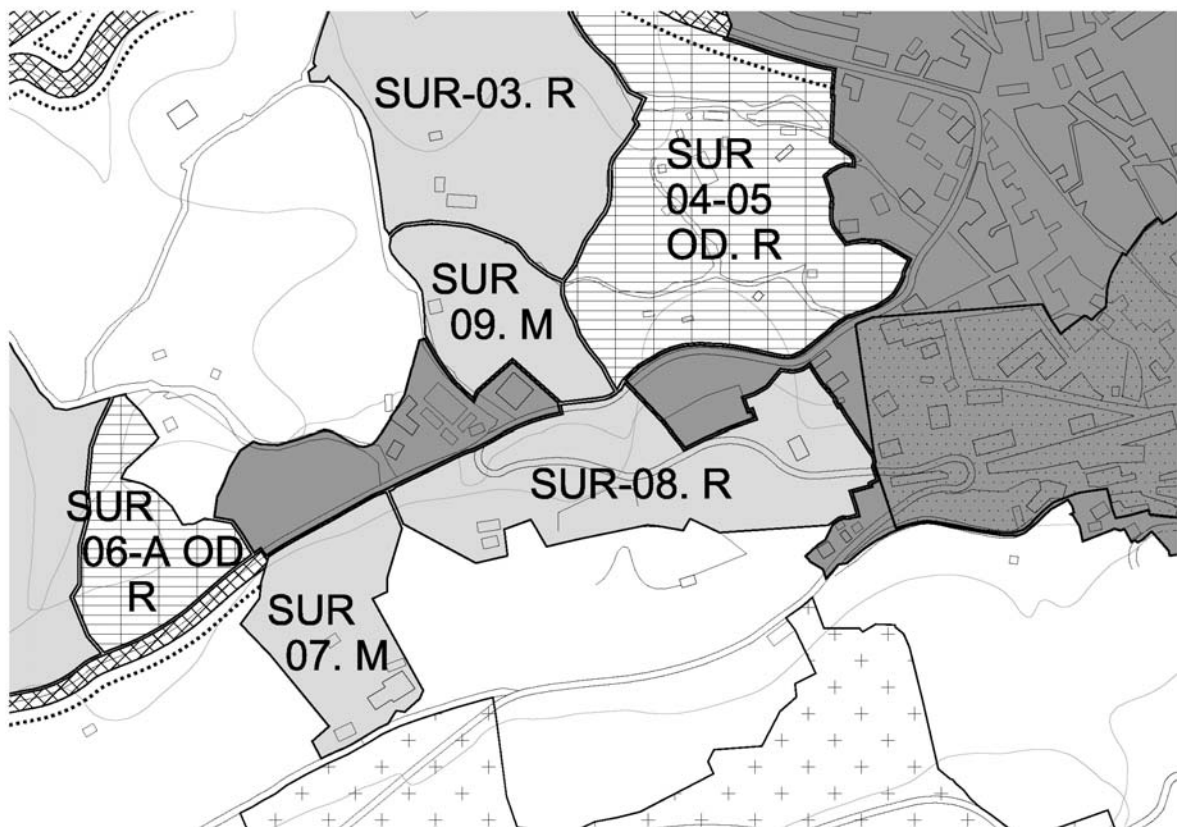 SUR-03. R
SUR
04-05
OD. R
SUR
09. M
SUR-08. R
SUR
06-A OD
R
SUR
07. M